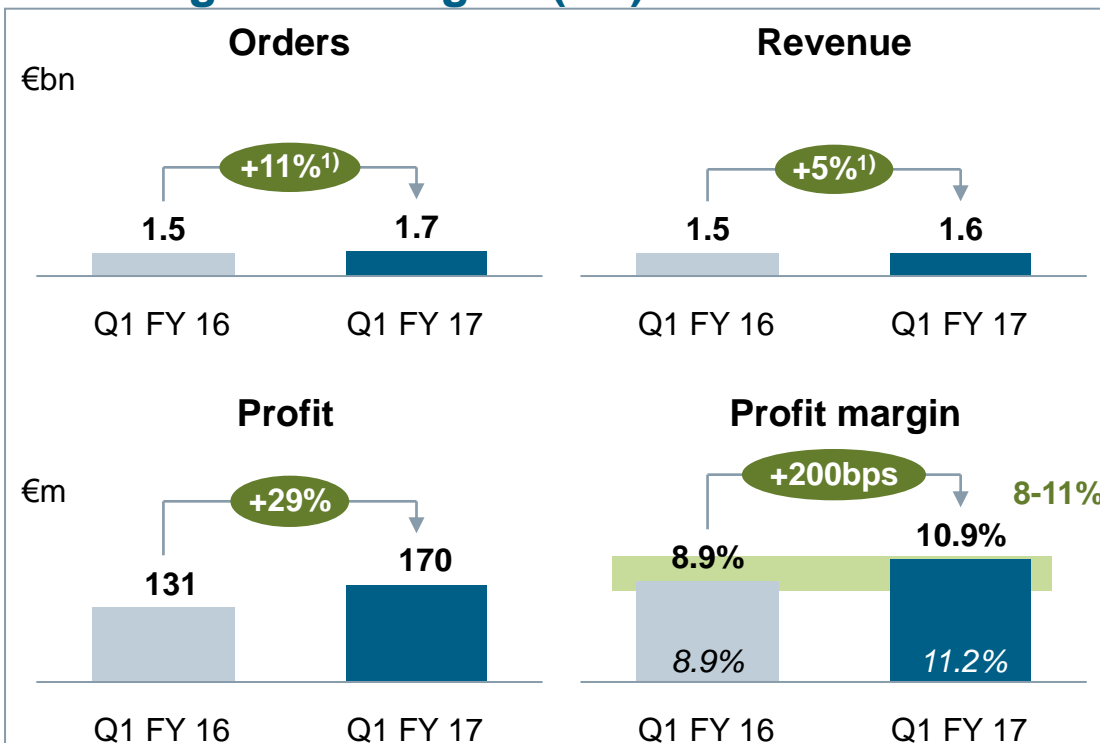 Orders
€bn
+11%1)
1.5
1.7
Q1 FY 16
Q1 FY 17
Revenue
+5%1)
1.5
1.6
Q1 FY 16
Q1 FY 17
Profit
€m
+29%
131
170
Q1 FY 16
Q1 FY 17
Profit margin
+200bps
8-11%
8.9%
10.9%
8.9%
11.2%
Q1 FY 16
Q1 FY 17